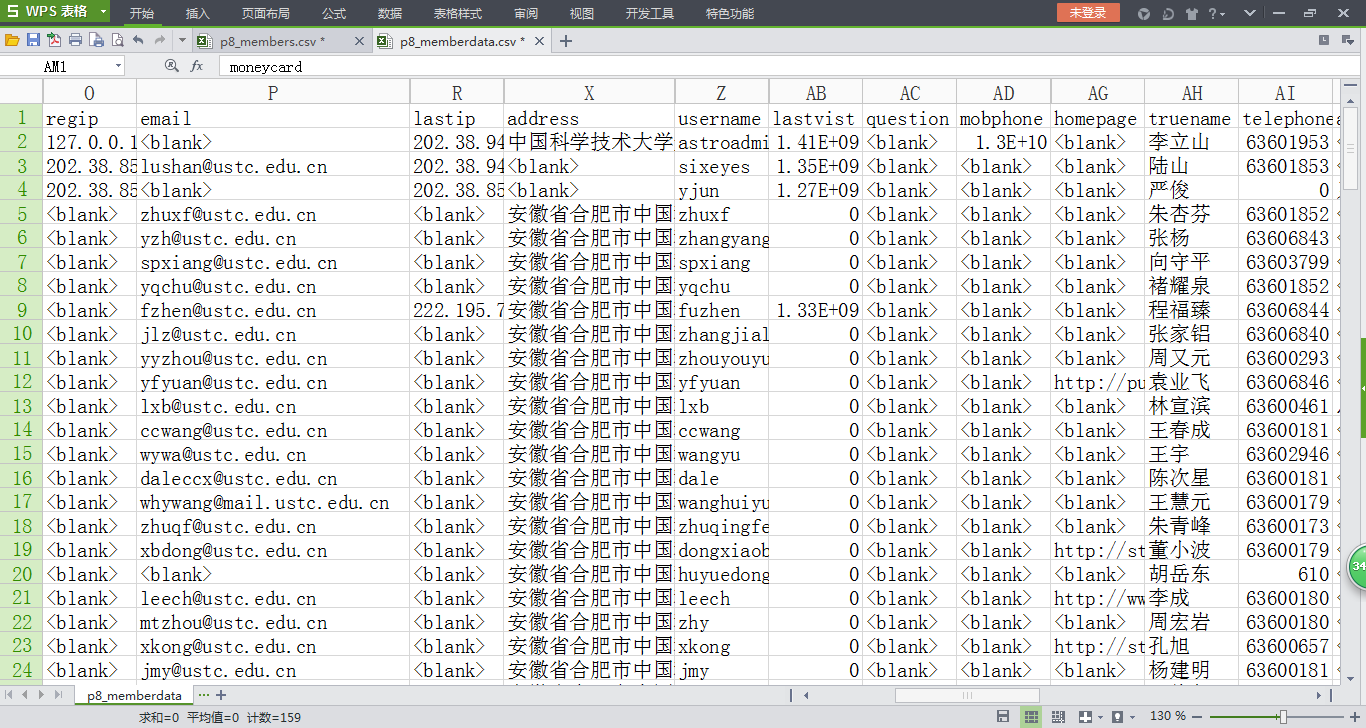 S WPS 表格 开始 插入 页面布局 公式 数据 表格样式 审阅 视图 开发工具 特色功能 未登录
p8_members.csv * p8_memberdata.csv *
AM1 fx moneycard
O P R X Z AB AC AD AG AH AI
1 regip email lastip address username lastvist question mobphone homepage truename telephone
2 127.0.0.1 <blank> 202.38.94 中国科学技术大学 astroadmi 1.41E+09 <blank> 1.3E+10 <blank> 李立山 63601953
3 202.38.85 lushan@ustc.edu.cn 202.38.94 <blank> sixeyes 1.35E+09 <blank> <blank> <blank> 陆山 63601853
4 202.38.85 <blank> 202.38.85 <blank> yjun 1.27E+09 <blank> <blank> <blank> 严俊 0
5 <blank> zhuxf@ustc.edu.cn <blank> 安徽省合肥市中国 zhuxf 0 <blank> <blank> <blank> 朱杏芬 63601852
6 <blank> yzh@ustc.edu.cn <blank> 安徽省合肥市中国 zhangyang 0 <blank> <blank> <blank> 张杨 63606843
7 <blank> spxiang@ustc.edu.cn <blank> 安徽省合肥市中国 spxiang 0 <blank> <blank> <blank> 向守平 63603799
8 <blank> yqchu@ustc.edu.cn <blank> 安徽省合肥市中国 yqchu 0 <blank> <blank> <blank> 褚耀泉 63601852
9 <blank> fzhen@ustc.edu.cn 222.195.7 安徽省合肥市中国 fuzhen 1.33E+09 <blank> <blank> <blank> 程福臻 63606844
10 <blank> jlz@ustc.edu.cn <blank> 安徽省合肥市中国 zhangjial 0 <blank> <blank> <blank> 张家铝 63606840
11 <blank> yyzhou@ustc.edu.cn <blank> 安徽省合肥市中国 zhouyouyu 0 <blank> <blank> <blank> 周又元 63600293
12 <blank> yfyuan@ustc.edu.cn <blank> 安徽省合肥市中国 yfyuan 0 <blank> <blank> http://pu 袁业飞 63606846
13 <blank> lxb@ustc.edu.cn <blank> 安徽省合肥市中国 lxb 0 <blank> <blank> <blank> 林宣滨 63600461
14 <blank> ccwang@ustc.edu.cn <blank> 安徽省合肥市中国 ccwang 0 <blank> <blank> <blank> 王春成 63600181
15 <blank> wywa@ustc.edu.cn <blank> 安徽省合肥市中国 wangyu 0 <blank> <blank> <blank> 王宇 63602946
16 <blank> daleccx@ustc.edu.cn <blank> 安徽省合肥市中国 dale 0 <blank> <blank> <blank> 陈次星 63600181
17 <blank> whywang@mail.ustc.edu.cn <blank> 安徽省合肥市中国 wanghuiyu 0 <blank> <blank> <blank> 王慧元 63600179
18 <blank> zhuqf@ustc.edu.cn <blank> 安徽省合肥市中国 zhuqingfe 0 <blank> <blank> <blank> 朱青峰 63600173
19 <blank> xbdong@ustc.edu.cn <blank> 安徽省合肥市中国 dongxiaob 0 <blank> <blank> http://st 董小波 63600179
20 <blank> <blank> <blank> 安徽省合肥市中国 huyuedong 0 <blank> <blank> <blank> 胡岳东 610
21 <blank> leech@ustc.edu.cn <blank> 安徽省合肥市中国 leech 0 <blank> <blank> http://ww 李成 63600180
22 <blank> mtzhou@ustc.edu.cn <blank> 安徽省合肥市中国 zhy 0 <blank> <blank> <blank> 周宏岩 63600180
23 <blank> xkong@ustc.edu.cn <blank> 安徽省合肥市中国 xkong 0 <blank> <blank> http://st 孔旭 63600657
24 <blank> jmy@ustc.edu.cn <blank> 安徽省合肥市中国 jmy 0 <blank> <blank> <blank> 杨建明 63600181
34
p8_memberdata ··· +
求和=0 平均值=0 计数=159 130 %